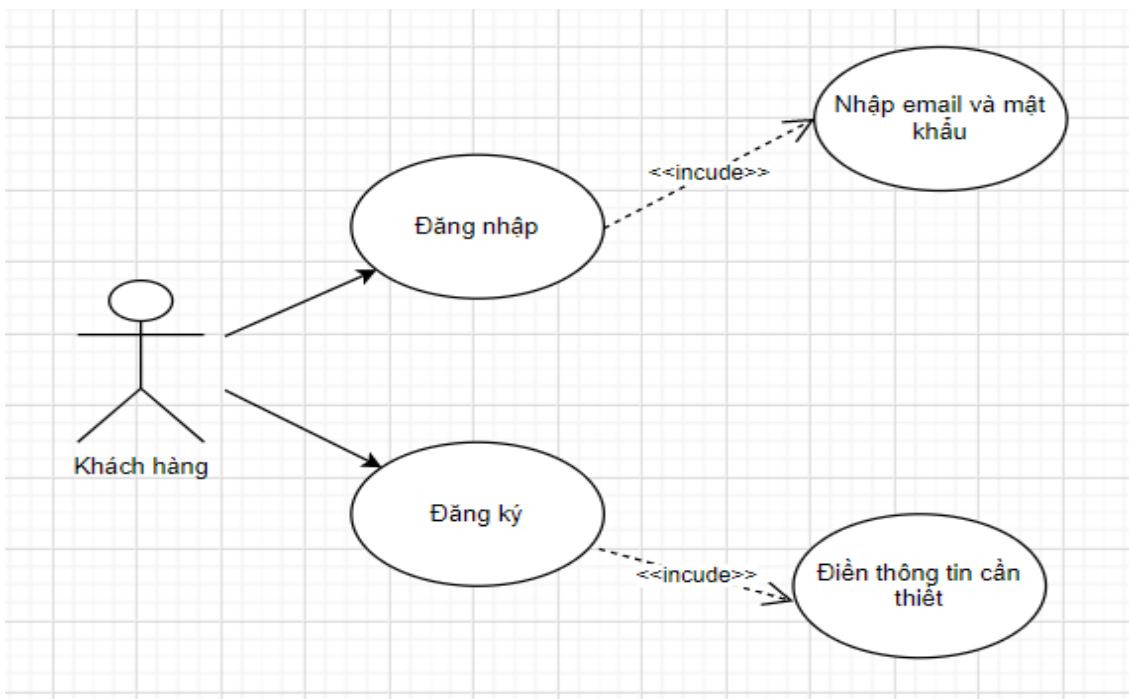 Nhập email và mật
khẩu
<<incude>>
Đăng nhập
Khách hàng
Đăng ký
<<incude>>
Điền thông tin cần
thiết